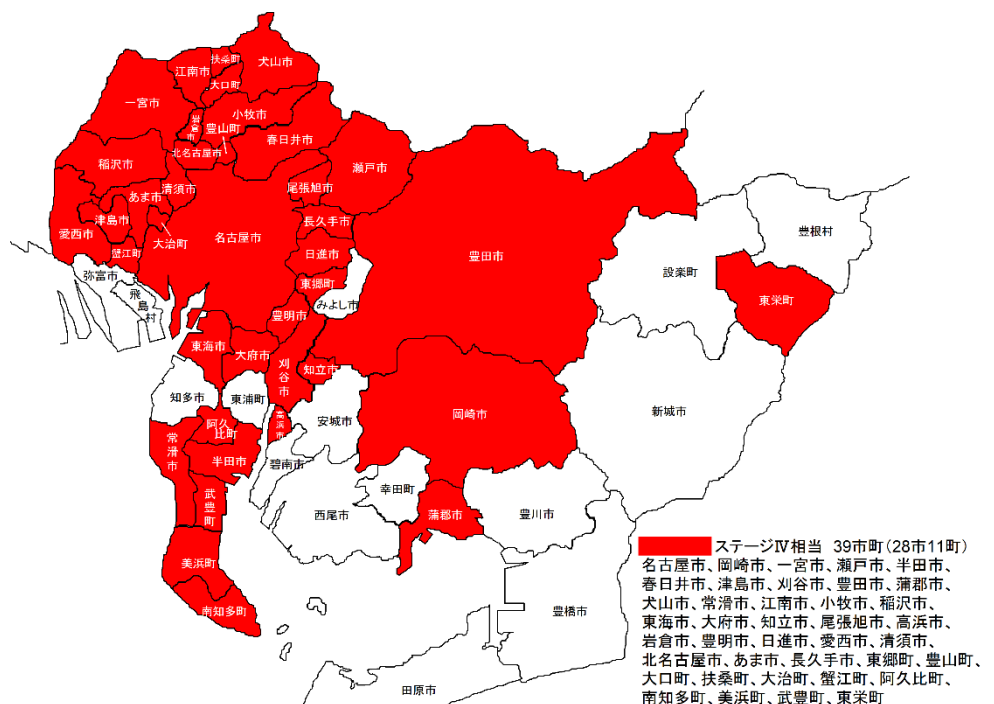 扶桑町
犬山市
江南市
大口町
一宮市
小牧市
岩倉市
豊山町
春日井市
北名古屋市
稲沢市
瀬戸市
清須市
尾張旭市
あま市
津島市
長久手市
愛西市
大治町
名古屋市
蟹江町
日進市
豊田市
豊根村
設楽町
弥富市
東郷町
飛島村
みよし市
東栄町
豊明市
東海市
大府市
刈谷市
知立市
知多市
東浦町
岡崎市
新城市
阿久比町
高浜市
安城市
常滑市
半田市
碧南市
幸田町
武豊町
西尾市
蒲郡市
豊川市
美浜町
南知多町
豊橋市
田原市
ステージⅣ相当 39市町(28市11町)
名古屋市、岡崎市、一宮市、瀬戸市、半田市、
春日井市、津島市、刈谷市、豊田市、蒲郡市、
犬山市、常滑市、江南市、小牧市、稲沢市、
東海市、大府市、知立市、尾張旭市、高浜市、
岩倉市、豊明市、日進市、愛西市、清須市、
北名古屋市、あま市、長久手市、東郷町、豊山町、
大口町、扶桑町、大治町、蟹江町、阿久比町、
南知多町、美浜町、武豊町、東栄町